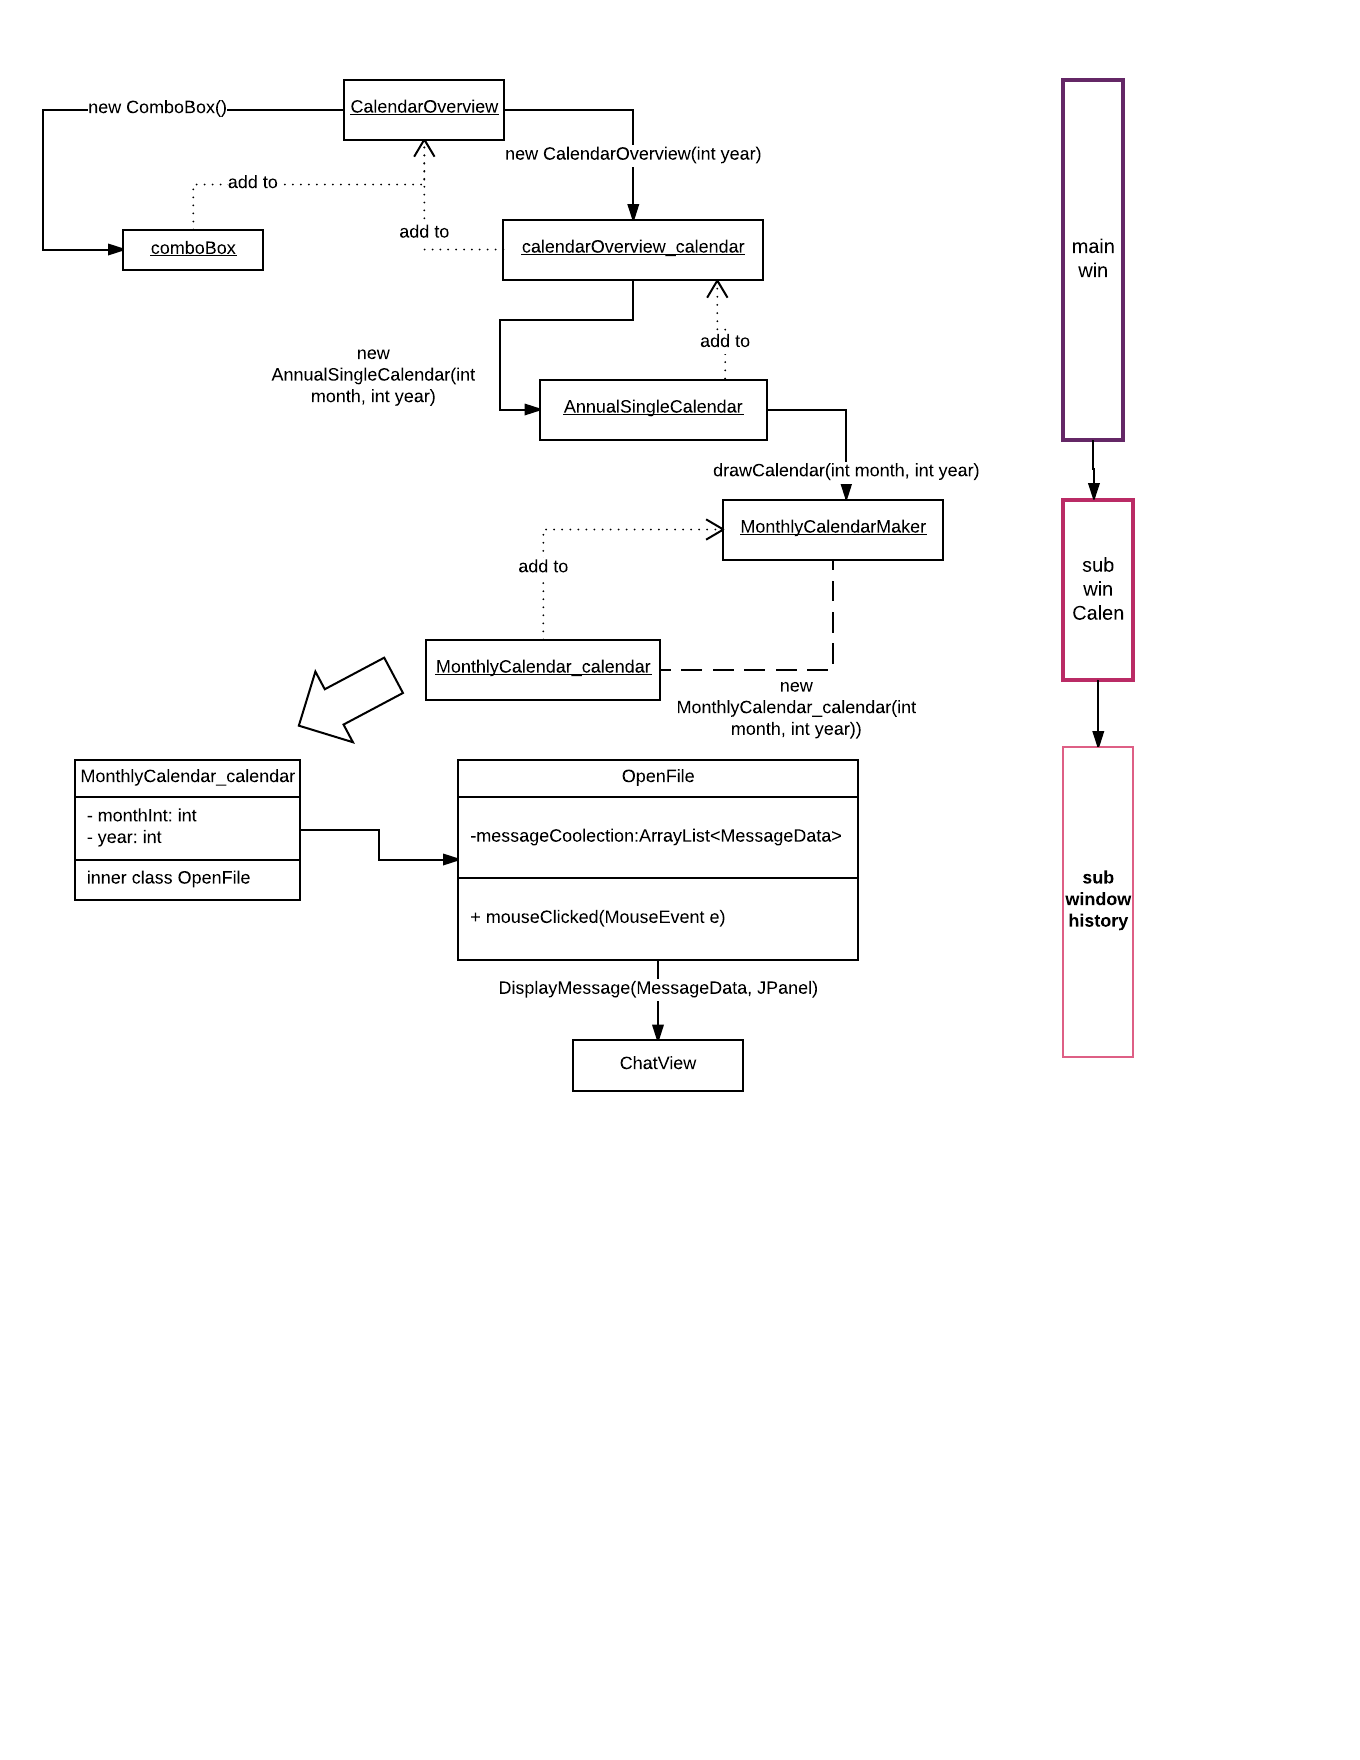 new ComboBox()
CalendarOverview
new CalendarOverview(int year)
add to
add to
comboBox
calendarOverview_calendar
main
win
add to
new
AnnualSingleCalendar(int
month, int year)
AnnualSingleCalendar
drawCalendar(int month, int year)
MonthlyCalendarMaker
add to
sub
win
Calen
MonthlyCalendar_calendar
new
MonthlyCalendar_calendar(int
month, int year))
MonthlyCalendar_calendar
- monthInt: int
- year: int
inner class OpenFile
OpenFile
-messageCoolection:ArrayList<MessageData>
+ mouseClicked(MouseEvent e)
sub
window
history
DisplayMessage(MessageData, JPanel)
ChatView